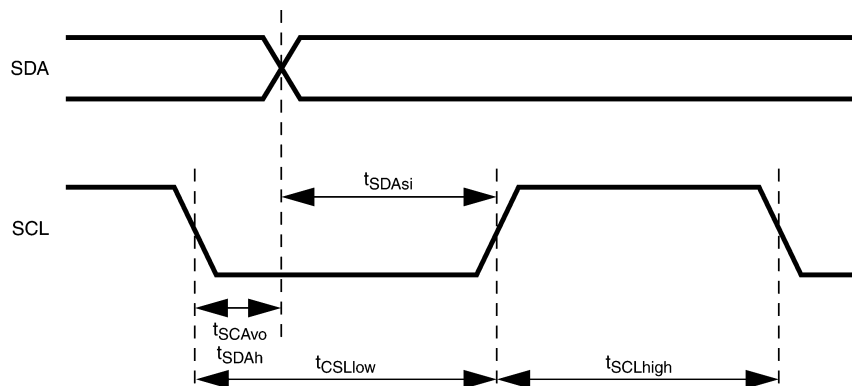 SDA
tSDAsi
SCL
tSCAvo
tSDAh
tCSLlow
tSCLhigh